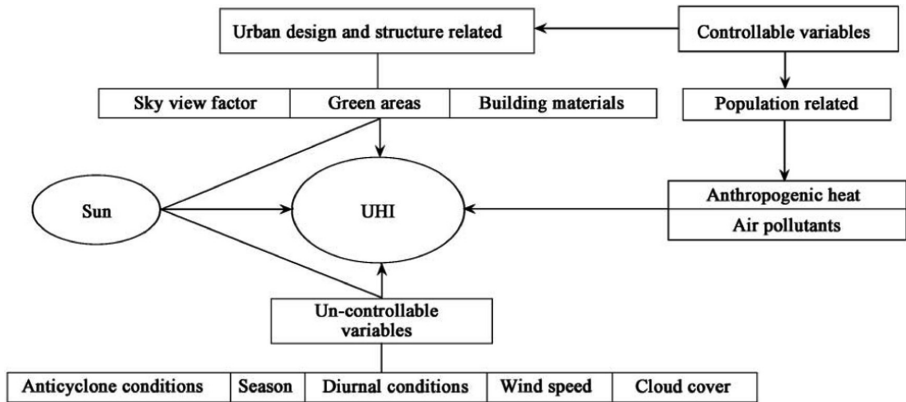 Urban design and structure related
Controllable variables
Sky view factor
Green areas
Building materials
Population related
Sun
UHI
Anthropogenic heat
Air pollutants
Un-controllable
variables
Anticyclone conditions
Season
Diurnal conditions
Wind speed
Cloud cover